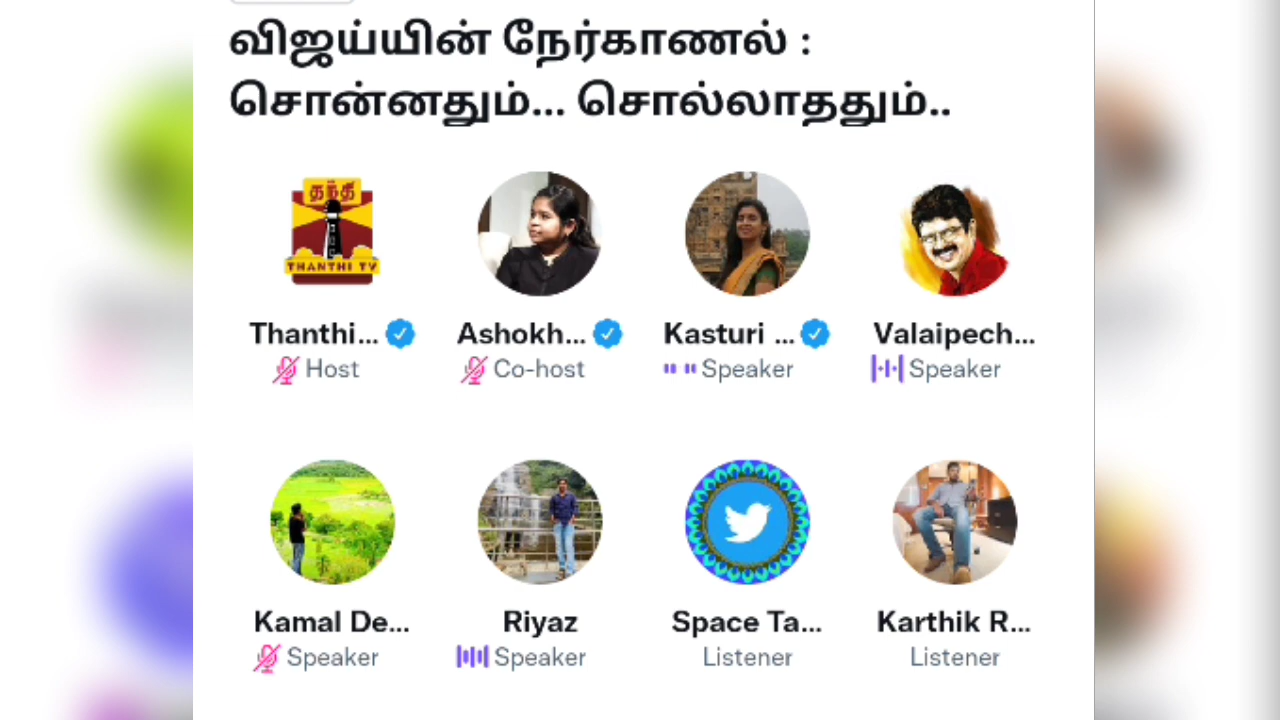 விஜய்யின் நேர்காணல் :
சொன்னதும்... சொல்லாததும்..
தந்தி
THANTHI TV
Thanthi... Ashokh... Kasturi ... Valaipech...
Host Co-host Speaker Speaker
Kamal De... Riyaz Space Ta... Karthik R...
Speaker Speaker Listener Listener